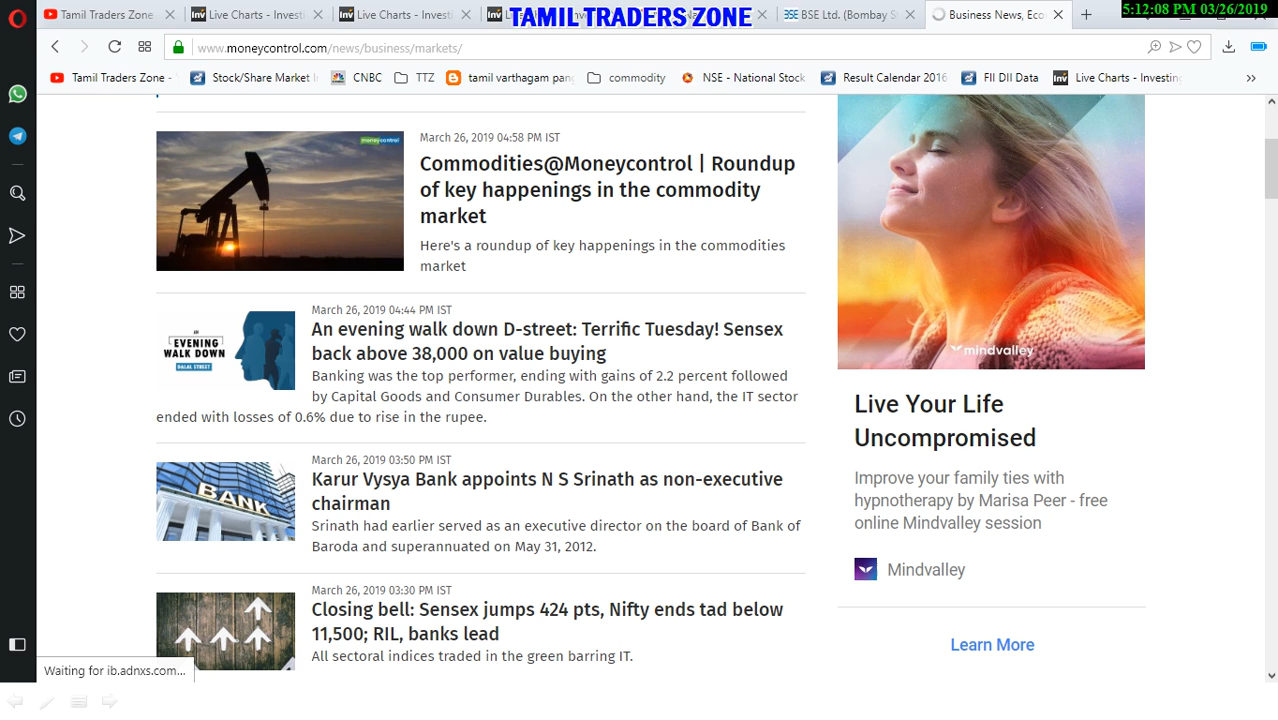 TAMIL TRADERS ZONE
5:12:08 PM 03/26/2019
Tamil Traders Zone
Live Charts - Investi
Live Charts - Investi
BSE Ltd. (Bombay S
Business News, Eco
www.moneycontrol.com/news/business/markets/
Tamil Traders Zone -
Stock/Share Market I
CNBC
TTZ
tamil varthagam pan
commodity
NSE - National Stock
Result Calendar 2016
FII DII Data
Live Charts - Investing
moneycontrol
March 26, 2019 04:58 PM IST
Commodities@Moneycontrol | Roundup
of key happenings in the commodity
market
Here's a roundup of key happenings in the commodities
market
AN
EVENING
WALK DOWN
DALAL STREET
March 26, 2019 04:44 PM IST
An evening walk down D-street: Terrific Tuesday! Sensex
back above 38,000 on value buying
Banking was the top performer, ending with gains of 2.2 percent followed
by Capital Goods and Consumer Durables. On the other hand, the IT sector
ended with losses of 0.6% due to rise in the rupee.
BANK
March 26, 2019 03:50 PM IST
Karur Vysya Bank appoints N S Srinath as non-executive
chairman
Srinath had earlier served as an executive director on the board of Bank of
Baroda and superannuated on May 31, 2012.
March 26, 2019 03:30 PM IST
Closing bell: Sensex jumps 424 pts, Nifty ends tad below
11,500; RIL, banks lead
All sectoral indices traded in the green barring IT.
mindvalley
Live Your Life
Uncompromised
Improve your family ties with
hypnotherapy by Marisa Peer - free
online Mindvalley session
Mindvalley
Learn More
Waiting for ib.adnxs.com...